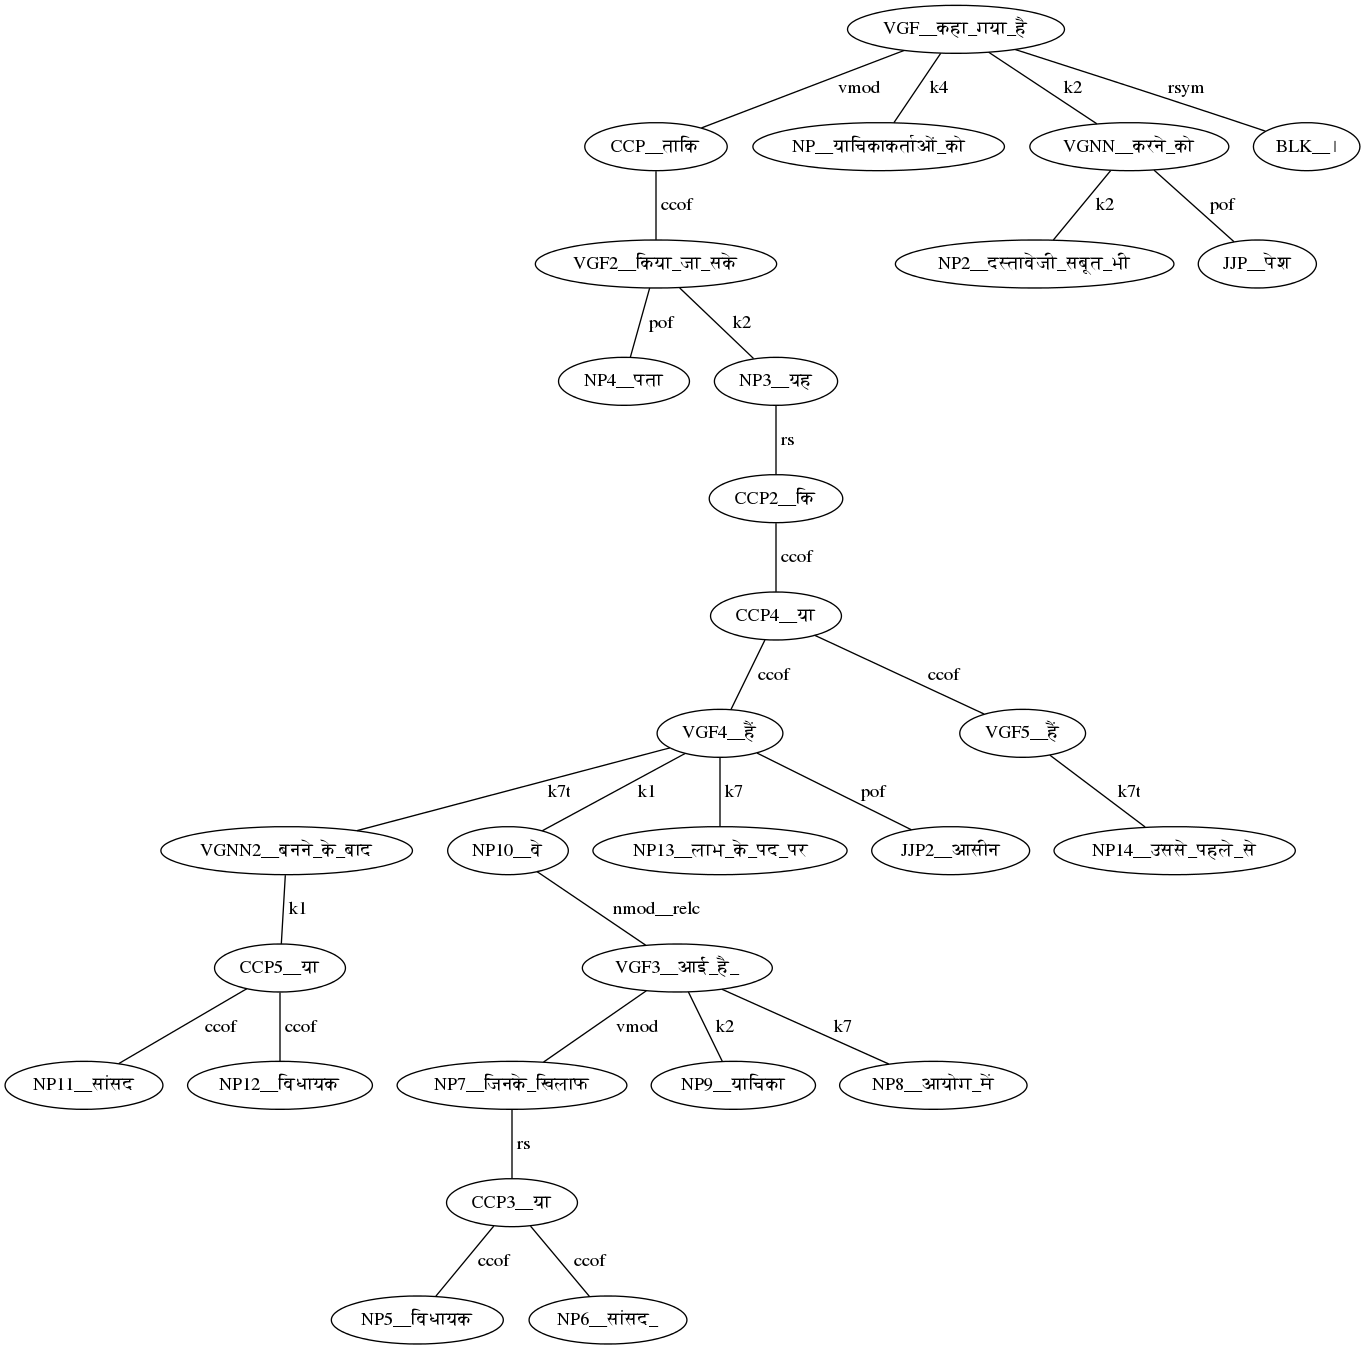 VGF__कहा_गया_है
vmod k4 k2 rsym
CCP__ताकि NP__याचिकाकर्ताओं_को VGNN__करने_को BLK__।
ccof k2 pof
VGF2__किया_जा_सके NP2__दस्तावेजी_सबूत_भी JJP__पेश
pof k2
NP4__पता NP3__यह
rs
CCP2__कि
ccof
CCP4__या
ccof ccof
VGF4__हैं VGF5__हैं
k7t k1 k7 pof k7t
VGNN2__बनने_के_बाद NP10__वे NP13__लाभ_के_पद_पर JJP2__आसीन NP14__उससे_पहले_से
k1 nmod__relc
CCP5__या VGF3__आई_है_
ccof ccof vmod k2 k7
NP11__सांसद NP12__विधायक NP7__जिनके_खिलाफ NP9__याचिका NP8__आयोग_में
rs
CCP3__या
ccof ccof
NP5__विधायक NP6__सांसद_